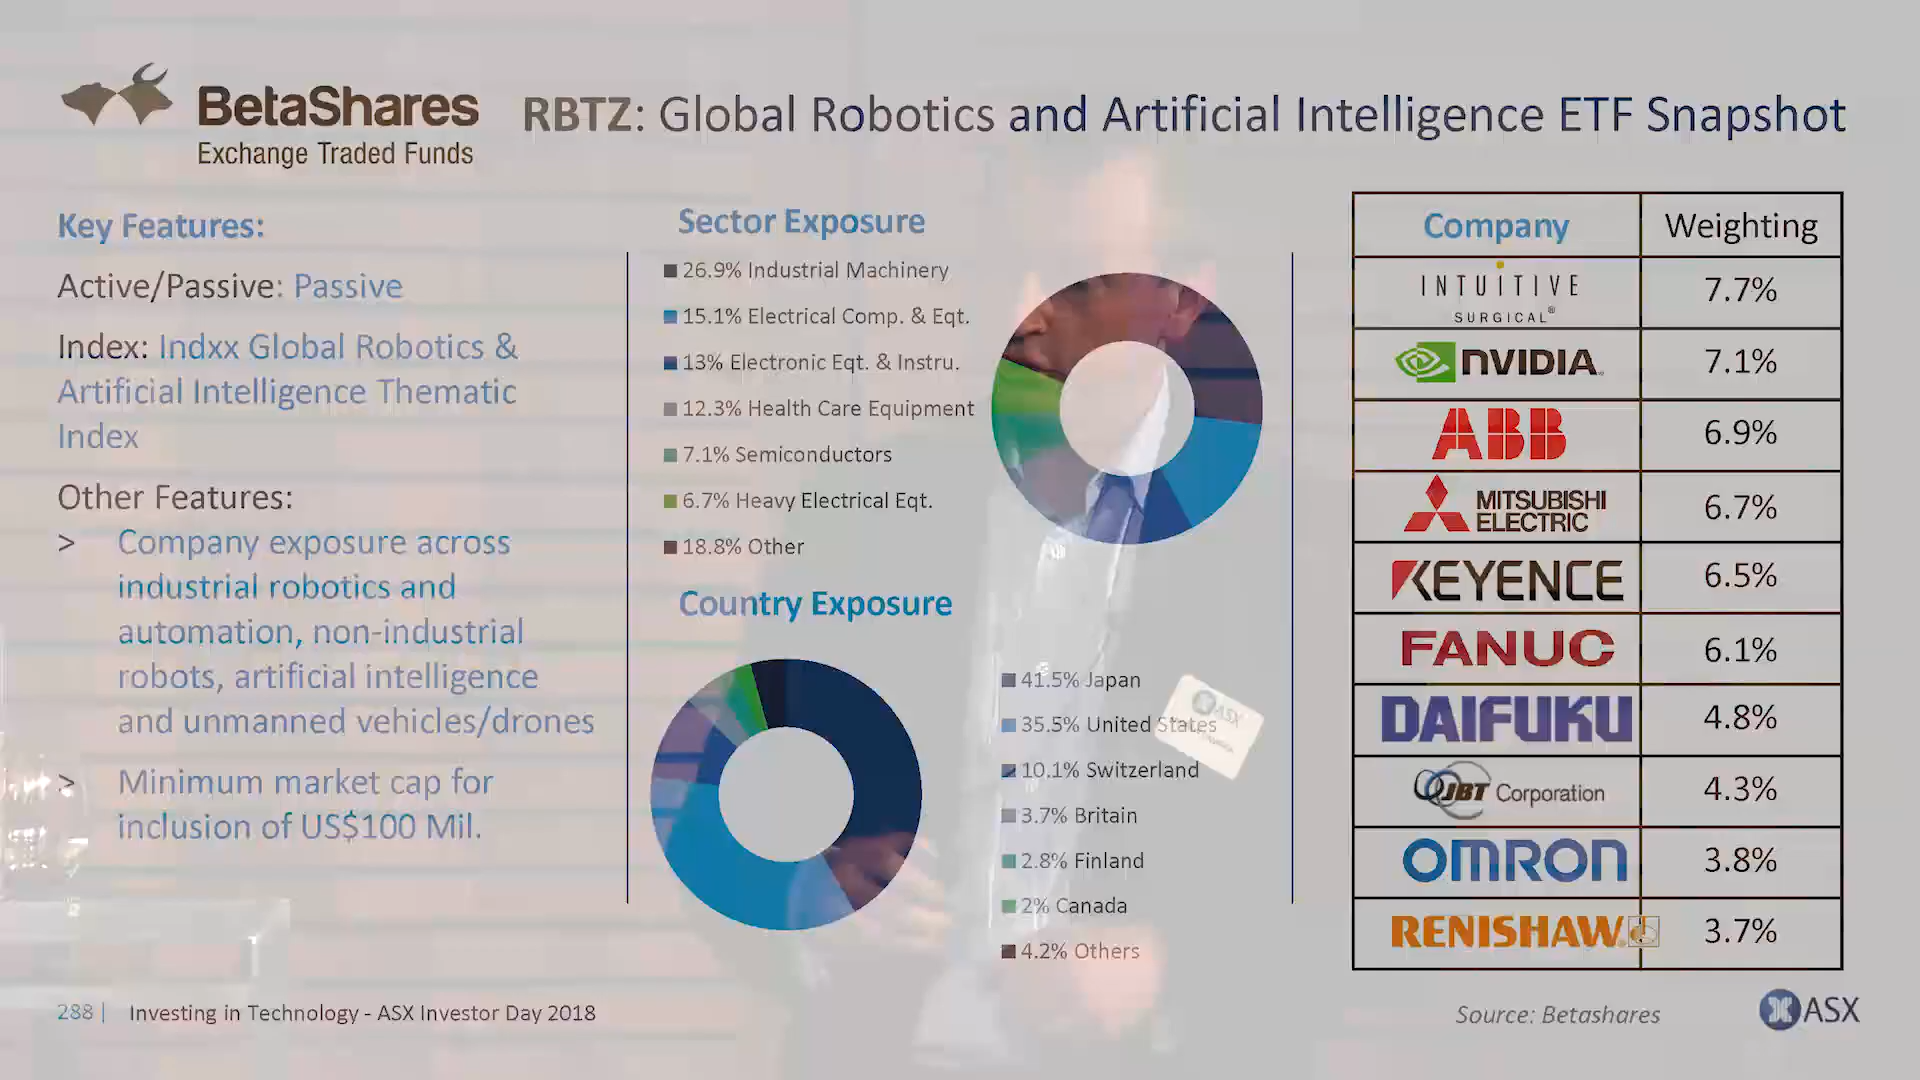 BetaShares
Exchange Traded Funds
RBTZ: Global Robotics and Artificial Intelligence ETF Snapshot
Key Features:
Active/Passive: Passive
Index: Indxx Global Robotics &
Artificial Intelligence Thematic
Index
Other Features:
> Company exposure across
industrial robotics and
automation, non-industrial
robots, artificial intelligence
and unmanned vehicles/drones
> Minimum market cap for
inclusion of US$100 Mil.
Sector Exposure
26.9% Industrial Machinery
15.1% Electrical Comp. & Eqt.
13% Electronic Eqt. & Instru.
12.3% Health Care Equipment
7.1% Semiconductors
6.7% Heavy Electrical Eqt.
18.8% Other
Country Exposure
41.5% Japan
35.5% United States
10.1% Switzerland
3.7% Britain
2.8% Finland
2% Canada
4.2% Others
ASX
Company Weighting
INTUITIVE
SURGICAL® 7.7%
NVIDIA 7.1%
ABB 6.9%
MITSUBISHI
ELECTRIC 6.7%
KEYENCE 6.5%
FANUC 6.1%
DAIFUKU 4.8%
JBT Corporation 4.3%
OMRON 3.8%
RENISHAW 3.7%
288 | Investing in Technology - ASX Investor Day 2018
Source: Betashares
ASX